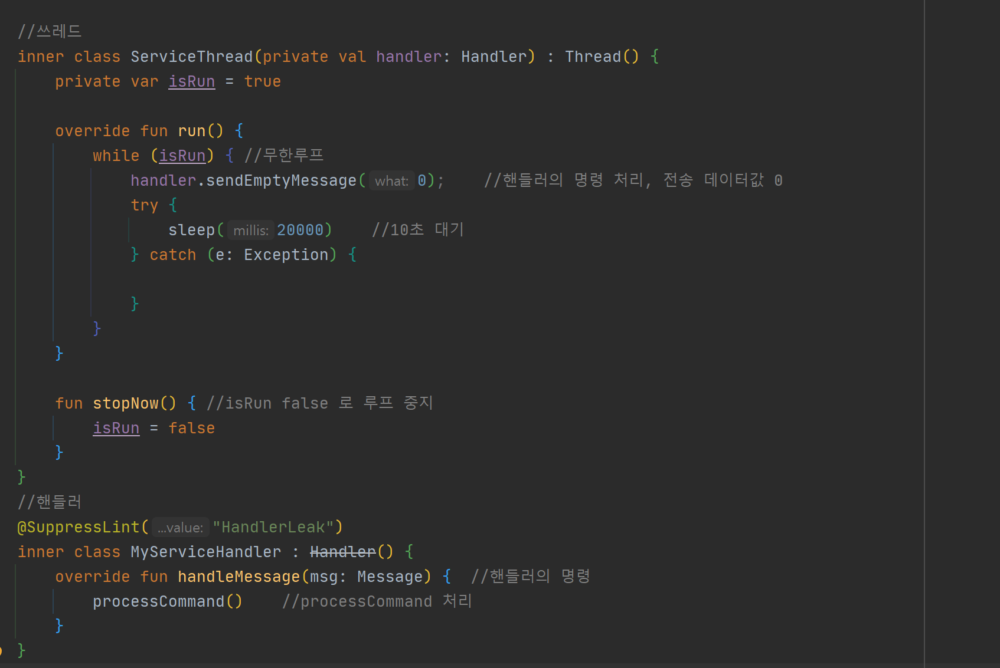 //쓰레드
inner class ServiceThread(private val handler: Handler) : Thread() {
    private var isRun = true
    override fun run() {
        while (isRun) { //무한루프
            handler.sendEmptyMessage( what: 0);    //핸들러의 명령 처리, 전송 데이터값 0
            try {
                sleep( millis: 20000)    //10초 대기
            } catch (e: Exception) {
            }
        }
    }
    fun stopNow() { //isRun false 로 루프 중지
        isRun = false
    }
}
//핸들러
@SuppressLint( ...value: "HandlerLeak")
inner class MyServiceHandler : Handler() {
    override fun handleMessage(msg: Message) {  //핸들러의 명령
        processCommand()    //processCommand 처리
    }
}